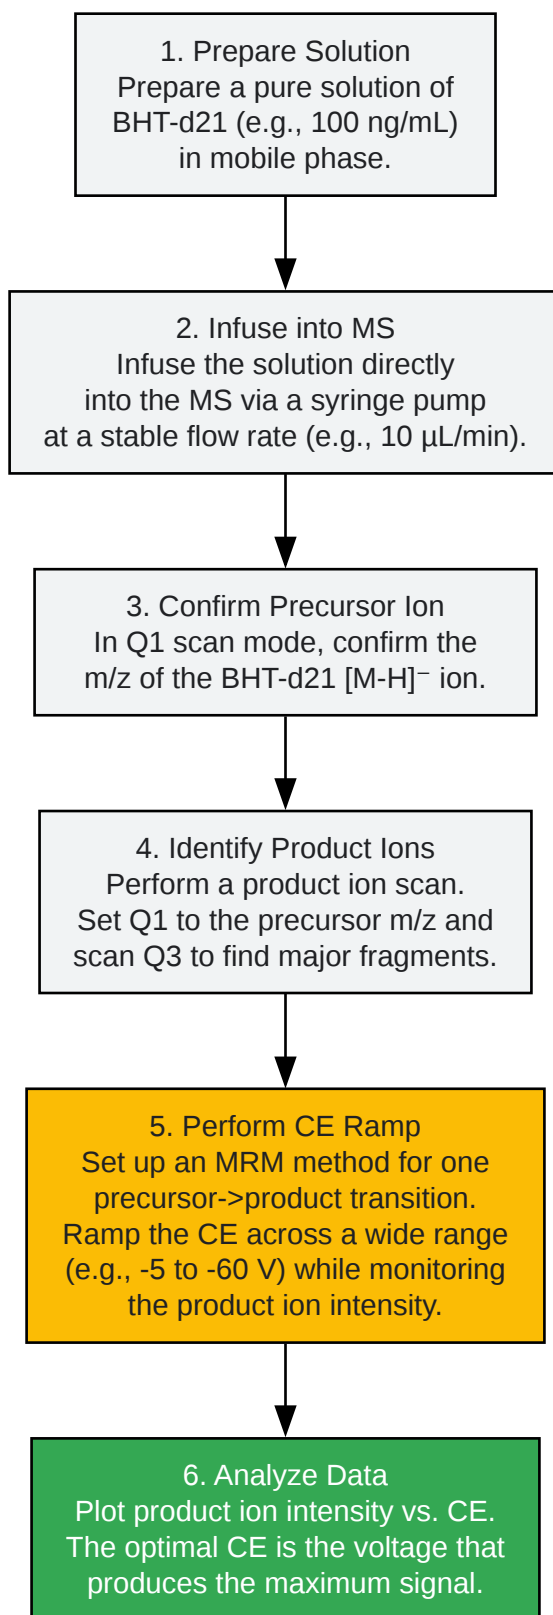 1. Prepare Solution
Prepare a pure solution of
BHT-d21 (e.g., 100 ng/mL)
in mobile phase.
2. Infuse into MS
Infuse the solution directly
into the MS via a syringe pump
at a stable flow rate (e.g., 10 µL/min).
3. Confirm Precursor Ion
In Q1 scan mode, confirm the
m/z of the BHT-d21 [M-H]⁻ ion.
4. Identify Product Ions
Perform a product ion scan.
Set Q1 to the precursor m/z and
scan Q3 to find major fragments.
5. Perform CE Ramp
Set up an MRM method for one
precursor->product transition.
Ramp the CE across a wide range
(e.g., -5 to -60 V) while monitoring
the product ion intensity.
6. Analyze Data
Plot product ion intensity vs. CE.
The optimal CE is the voltage that
produces the maximum signal.